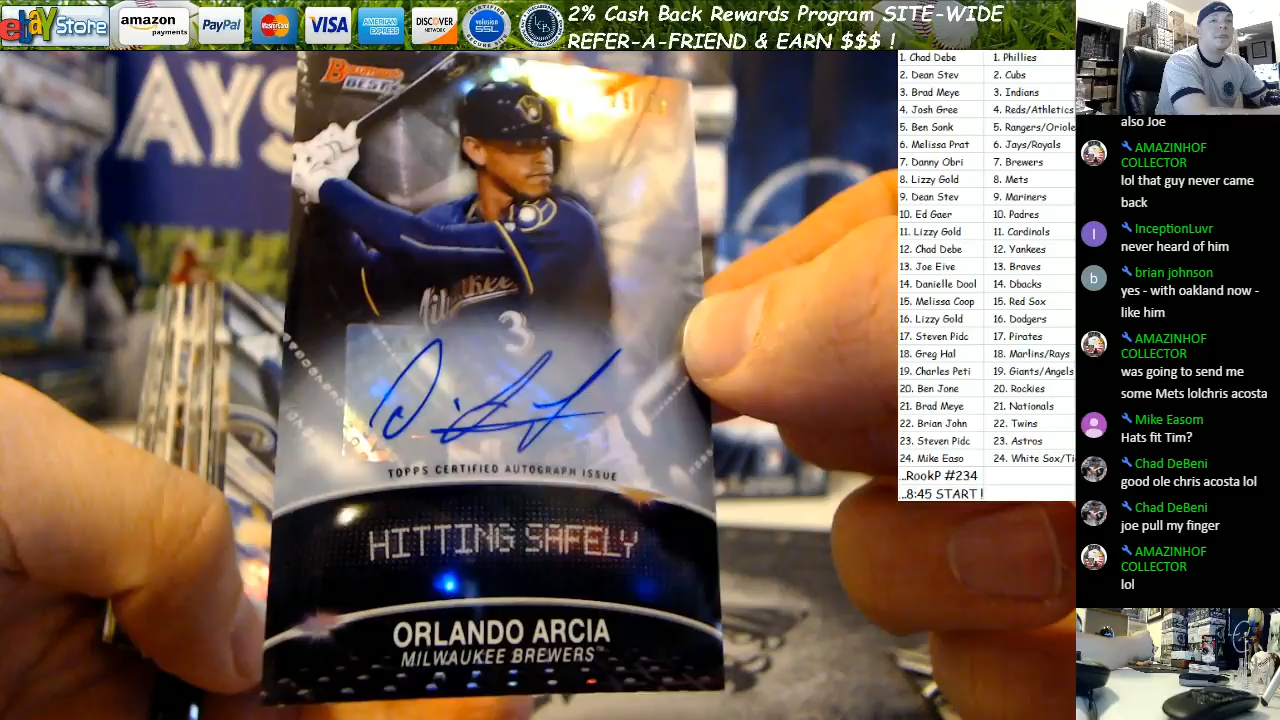 ebay Store
amazon
payments
PayPal
MasterCard
VISA
AMERICAN
EXPRESS
DISCOVER
NETWORK
volusion
SSL
2% Cash Back Rewards Program SITE-WIDE
REFER-A-FRIEND & EARN $$$ !
AYS
BEST
Milwaukee
3
TOPPS CERTIFIED AUTOGRAPH ISSUE
HITTING SAFELY
ORLANDO ARCIA
MILWAUKEE BREWERS™
1. Chad Debe 1. Phillies
2. Dean Stev 2. Cubs
3. Brad Meye 3. Indians
4. Josh Gree 4. Reds/Athletics
5. Ben Sonk 5. Rangers/Oriole
6. Melissa Prat 6. Jays/Royals
7. Danny Obri 7. Brewers
8. Lizzy Gold 8. Mets
9. Dean Stev 9. Mariners
10. Ed Gaer 10. Padres
11. Lizzy Gold 11. Cardinals
12. Chad Debe 12. Yankees
13. Joe Eive 13. Braves
14. Danielle Dool 14. Dbacks
15. Melissa Coop 15. Red Sox
16. Lizzy Gold 16. Dodgers
17. Steven Pidc 17. Pirates
18. Greg Hal 18. Marlins/Rays
19. Charles Peti 19. Giants/Angels
20. Ben Jone 20. Rockies
21. Brad Meye 21. Nationals
22. Brian John 22. Twins
23. Steven Pidc 23. Astros
24. Mike Easo 24. White Sox/Ti
...RookP #234
...8:45 START !
also Joe
AMAZINHOF
COLLECTOR
lol that guy never came
back
I
InceptionLuvr
never heard of him
b
brian johnson
yes - with oakland now -
like him
AMAZINHOF
COLLECTOR
was going to send me
some Mets lolchris acosta
Mike Easom
Hats fit Tim?
Chad DeBeni
good ole chris acosta lol
Chad DeBeni
joe pull my finger
AMAZINHOF
COLLECTOR
lol